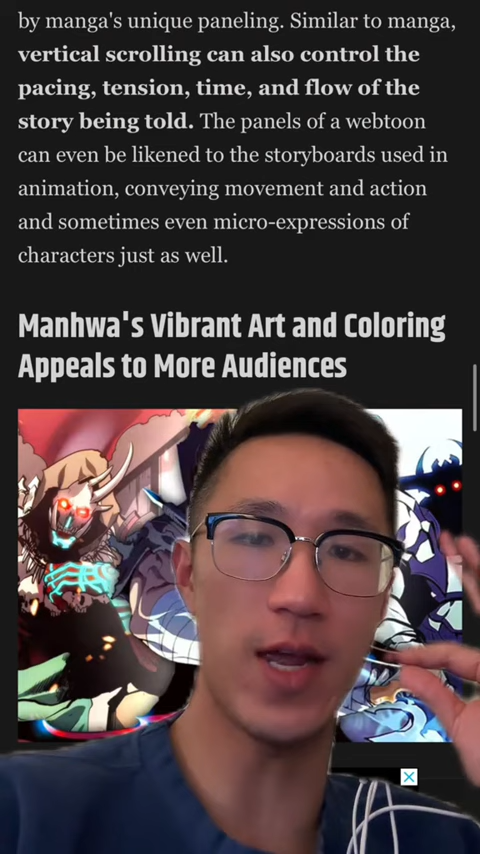 by manga's unique paneling. Similar to manga,
vertical scrolling can also control the
pacing, tension, time, and flow of the
story being told. The panels of a webtoon
can even be likened to the storyboards used in
animation, conveying movement and action
and sometimes even micro-expressions of
characters just as well.
Manhwa's Vibrant Art and Coloring
Appeals to More Audiences